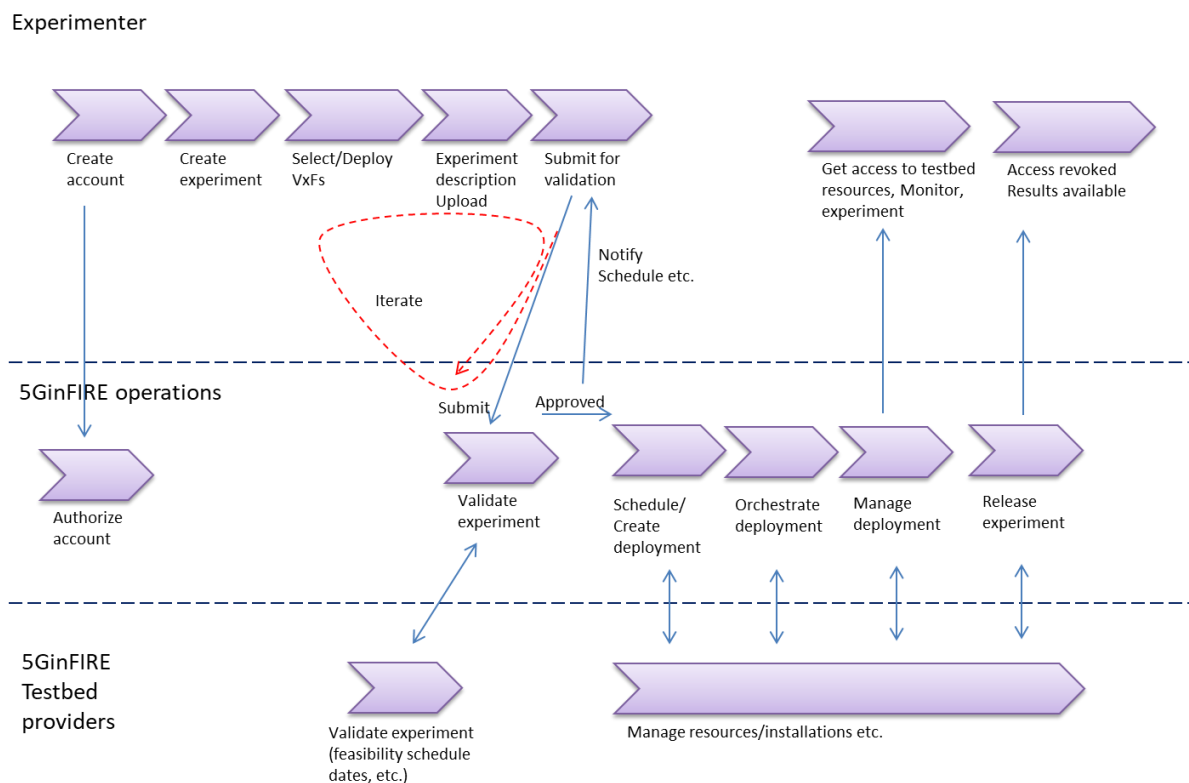 Experimenter
Create
account
Create
experiment
Select/Deploy
VxFs
Experiment
description
Upload
Submit for
validation
Get access to testbed
resources, Monitor,
experiment
Access revoked
Results available
Notify
Schedule etc.
Iterate
5GinFIRE operations
Submit
Approved
Authorize
account
Validate
experiment
Schedule/
Create
deployment
Orchestrate
deployment
Manage
deployment
Release
experiment
5GinFIRE
Testbed
providers
Validate experiment
(feasibility schedule
dates, etc.)
Manage resources/installations etc.